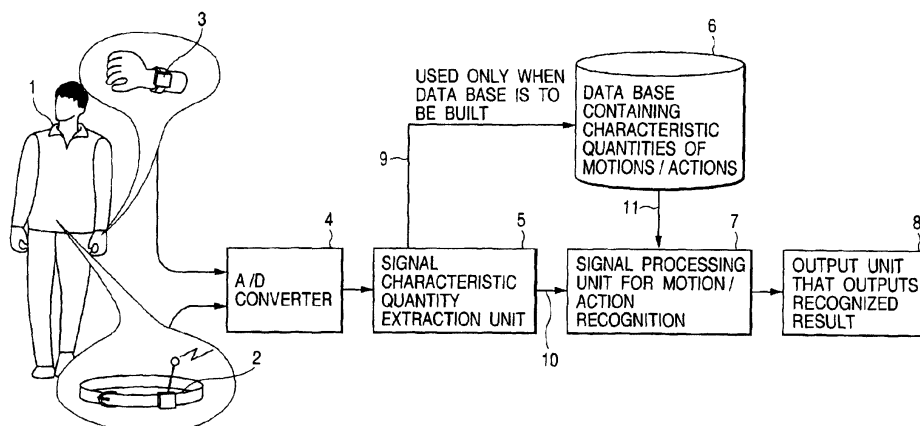 3
1
USED ONLY WHEN
DATA BASE IS TO
BE BUILT
9
6
DATA BASE
CONTAINING
CHARACTERISTIC
QUANTITIES OF
MOTIONS / ACTIONS
11
4
A/D
CONVERTER
5
SIGNAL
CHARACTERISTIC
QUANTITY
EXTRACTION UNIT
10
7
SIGNAL PROCESSING
UNIT FOR MOTION/
ACTION
RECOGNITION
8
OUTPUT UNIT
THAT OUTPUTS
RECOGNIZED
RESULT
2